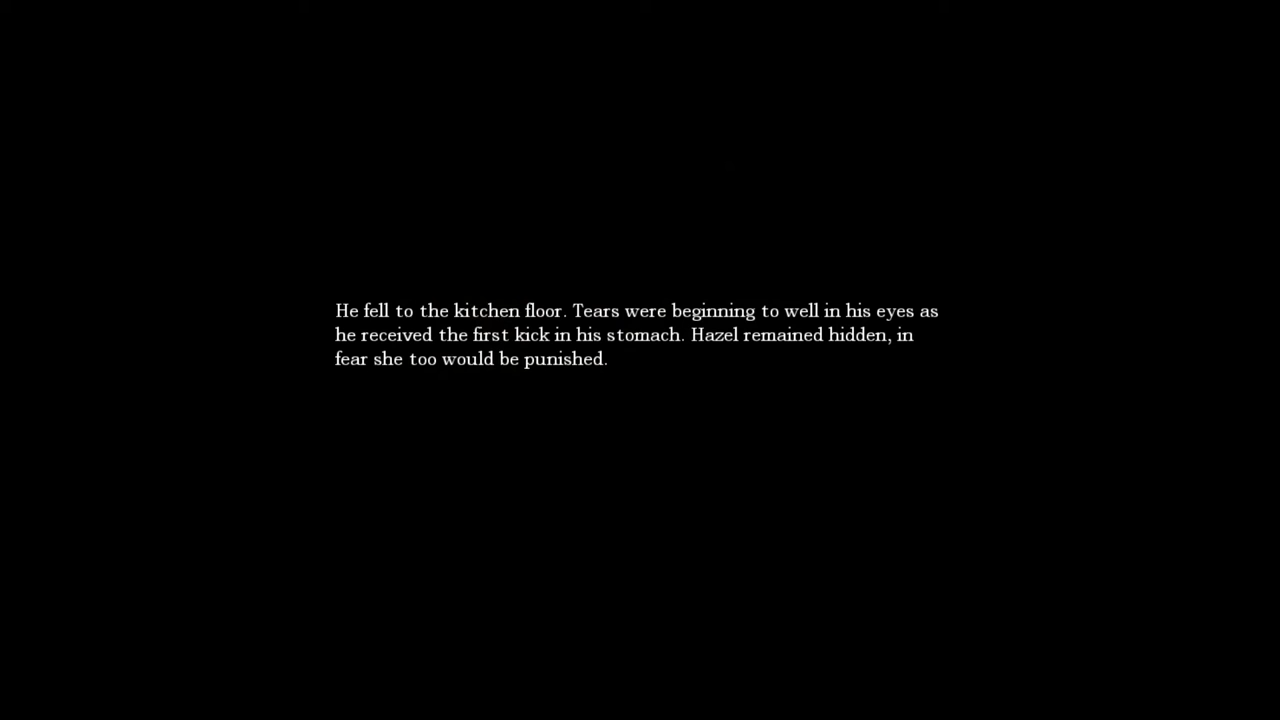 He fell to the kitchen floor. Tears were beginning to well in his eyes as
he received the first kick in his stomach. Hazel remained hidden, in
fear she too would be punished.